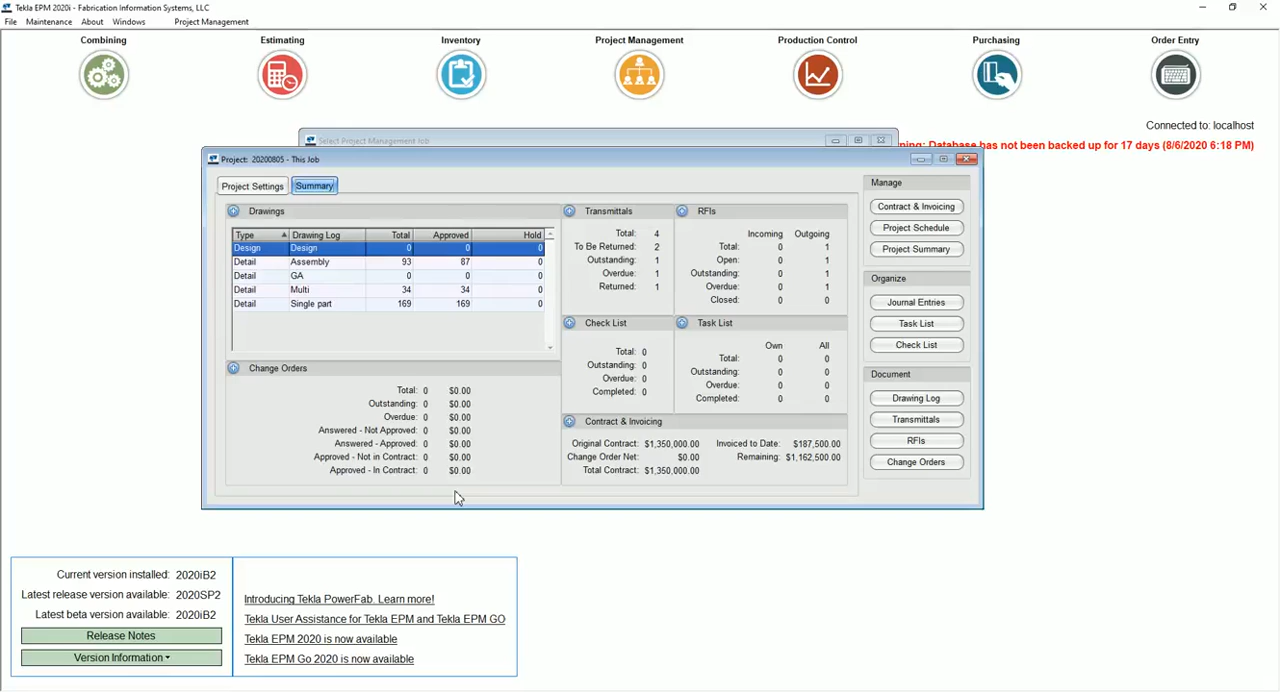 Tekla EPM 2020i - Fabrication Information Systems, LLC
File Maintenance About Windows Project Management
Combining Estimating Inventory Project Management Production Control Purchasing Order Entry
Connected to: localhost
ning: Database has not been backed up for 17 days (8/6/2020 6:18 PM)
Select Project Management Job
Project: 20200805 - This Job
Project Settings Summary
Drawings
Type Drawing Log Total Approved Hold
Design Design 0 0 0
Detail Assembly 93 87 0
Detail GA 0 0 0
Detail Multi 34 34 0
Detail Single part 169 169 0
Change Orders
Total: 0 $0.00
Outstanding: 0 $0.00
Overdue: 0 $0.00
Answered - Not Approved: 0 $0.00
Answered - Approved: 0 $0.00
Approved - Not in Contract: 0 $0.00
Approved - In Contract: 0 $0.00
Transmittals
Total: 4
To Be Returned: 2
Outstanding: 1
Overdue: 1
Returned: 1
RFIs
Incoming Outgoing
Total: 0 1
Open: 0 1
Outstanding: 0 1
Overdue: 0 1
Closed: 0 0
Check List
Total: 0
Outstanding: 0
Overdue: 0
Completed: 0
Task List
Own All
Total: 0 0
Outstanding: 0 0
Overdue: 0 0
Completed: 0 0
Contract & Invoicing
Original Contract: $1,350,000.00 Invoiced to Date: $187,500.00
Change Order Net: $0.00 Remaining: $1,162,500.00
Total Contract: $1,350,000.00
Manage
Contract & Invoicing
Project Schedule
Project Summary
Organize
Journal Entries
Task List
Check List
Document
Drawing Log
Transmittals
RFIs
Change Orders
Current version installed: 2020iB2
Latest release version available: 2020SP2
Latest beta version available: 2020iB2
Release Notes
Version Information
Introducing Tekla PowerFab. Learn more!
Tekla User Assistance for Tekla EPM and Tekla EPM GO
Tekla EPM 2020 is now available
Tekla EPM Go 2020 is now available